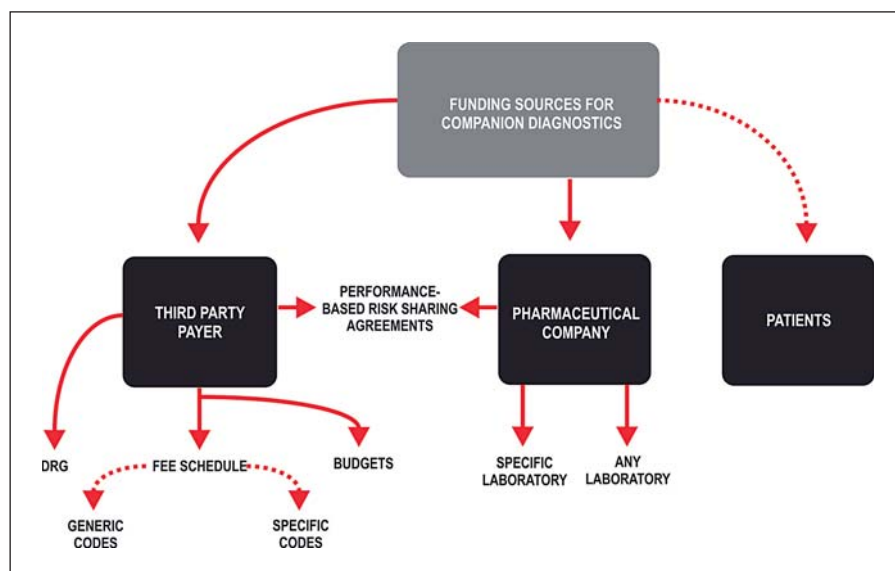 FUNDING SOURCES FOR
COMPANION DIAGNOSTICS
THIRD PARTY
PAYER
PERFORMANCE-
BASED RISK SHARING
AGREEMENTS
PHARMACEUTICAL
COMPANY
PATIENTS
DRG
FEE SCHEDULE
BUDGETS
SPECIFIC
LABORATORY
ANY
LABORATORY
GENERIC
CODES
SPECIFIC
CODES